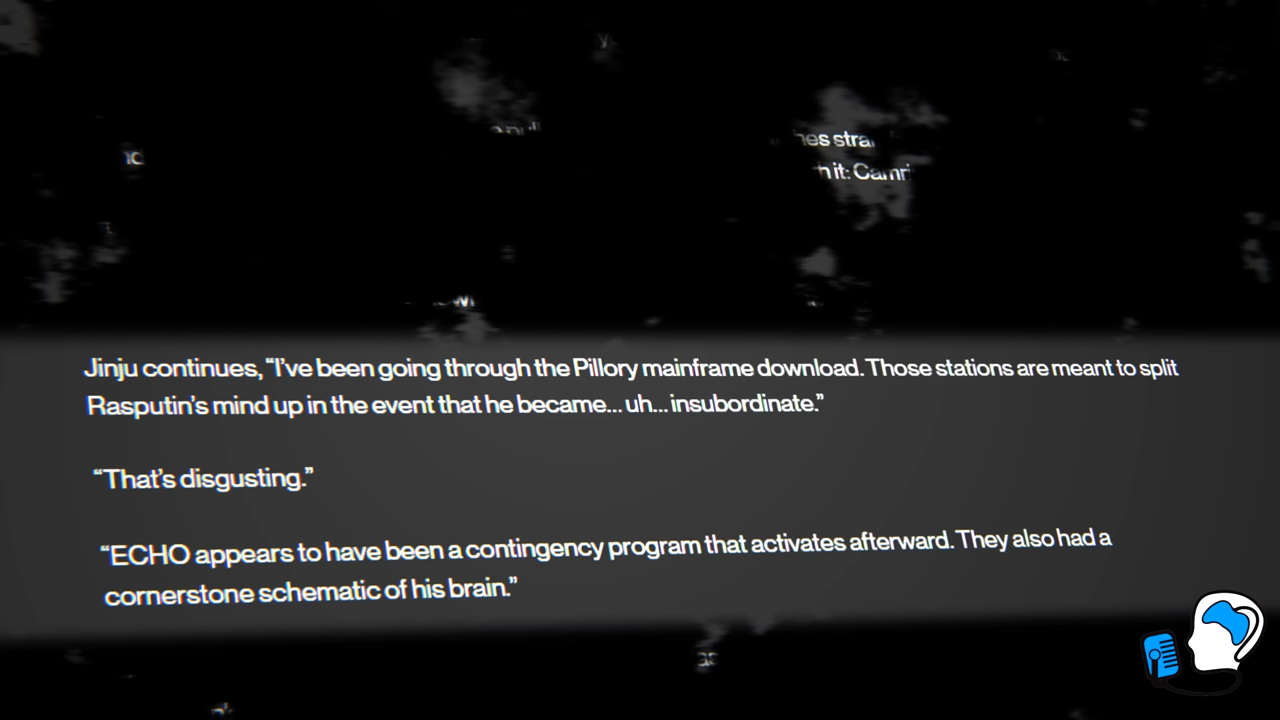 Jinju continues, “I’ve been going through the Pillory mainframe download. Those stations are meant to split
Rasputin’s mind up in the event that he became... uh... insubordinate.”
“That’s disgusting.”
“ECHO appears to have been a contingency program that activates afterward. They also had a
cornerstone schematic of his brain.”